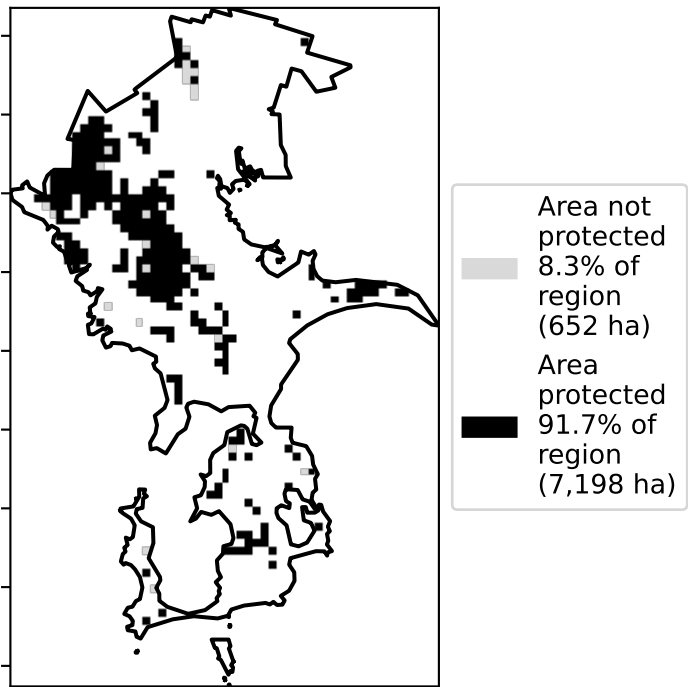 Area not
protected
8.3% of
region
(652 ha)
Area
protected
91.7% of
region
(7,198 ha)